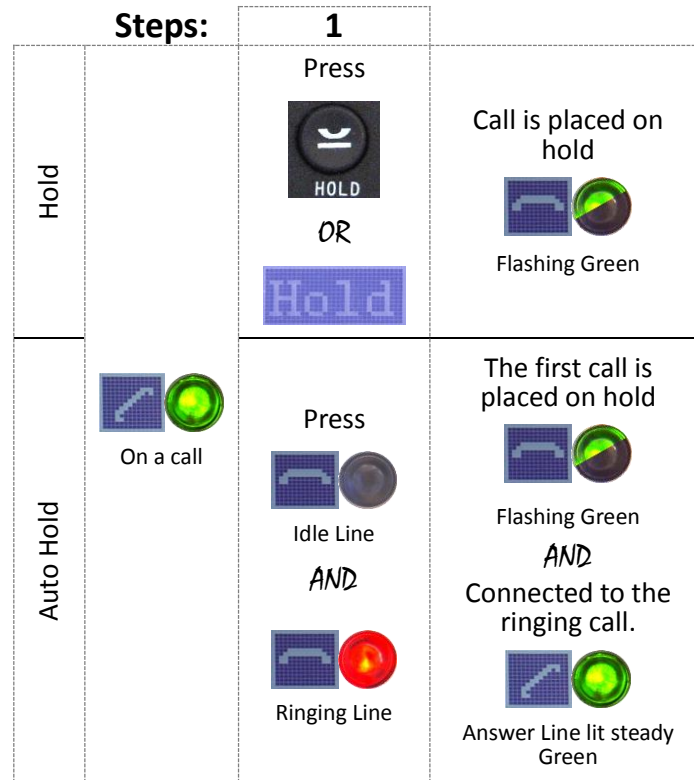 Steps:
1
Hold
Press
HOLD
OR
Hold
Call is placed on
hold
Flashing Green
On a call
Auto Hold
Press
Idle Line
AND
Ringing Line
The first call is
placed on hold
Flashing Green
AND
Connected to the
ringing call.
Answer Line lit steady
Green